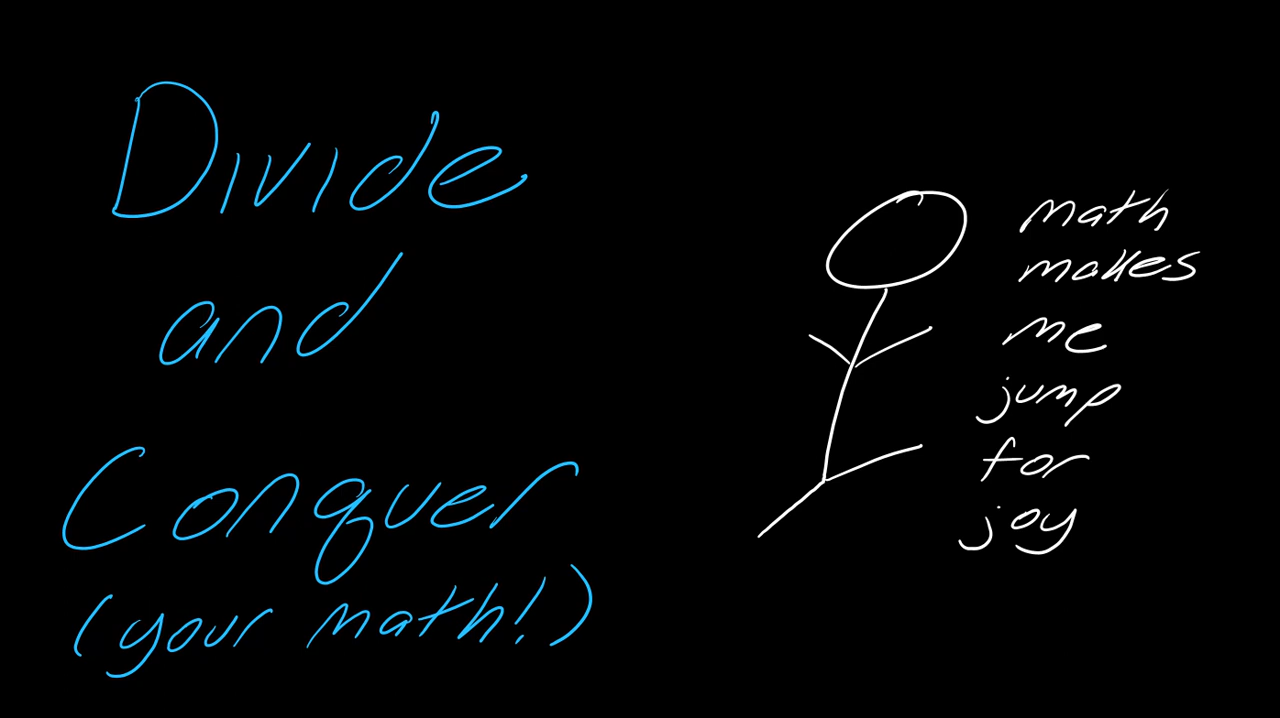 Divide
and
Conquer
(your math!)
math
makes
me
jump
for
joy